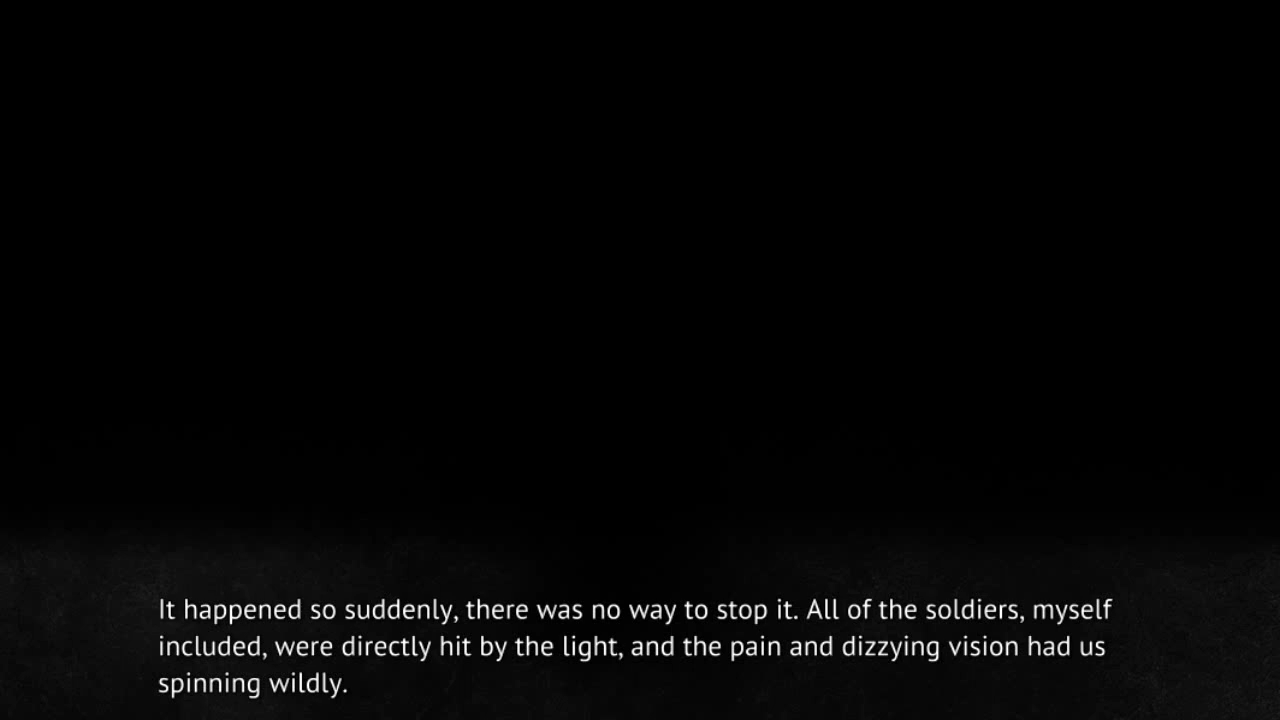 It happened so suddenly, there was no way to stop it. All of the soldiers, myself
included, were directly hit by the light, and the pain and dizzying vision had us
spinning wildly.